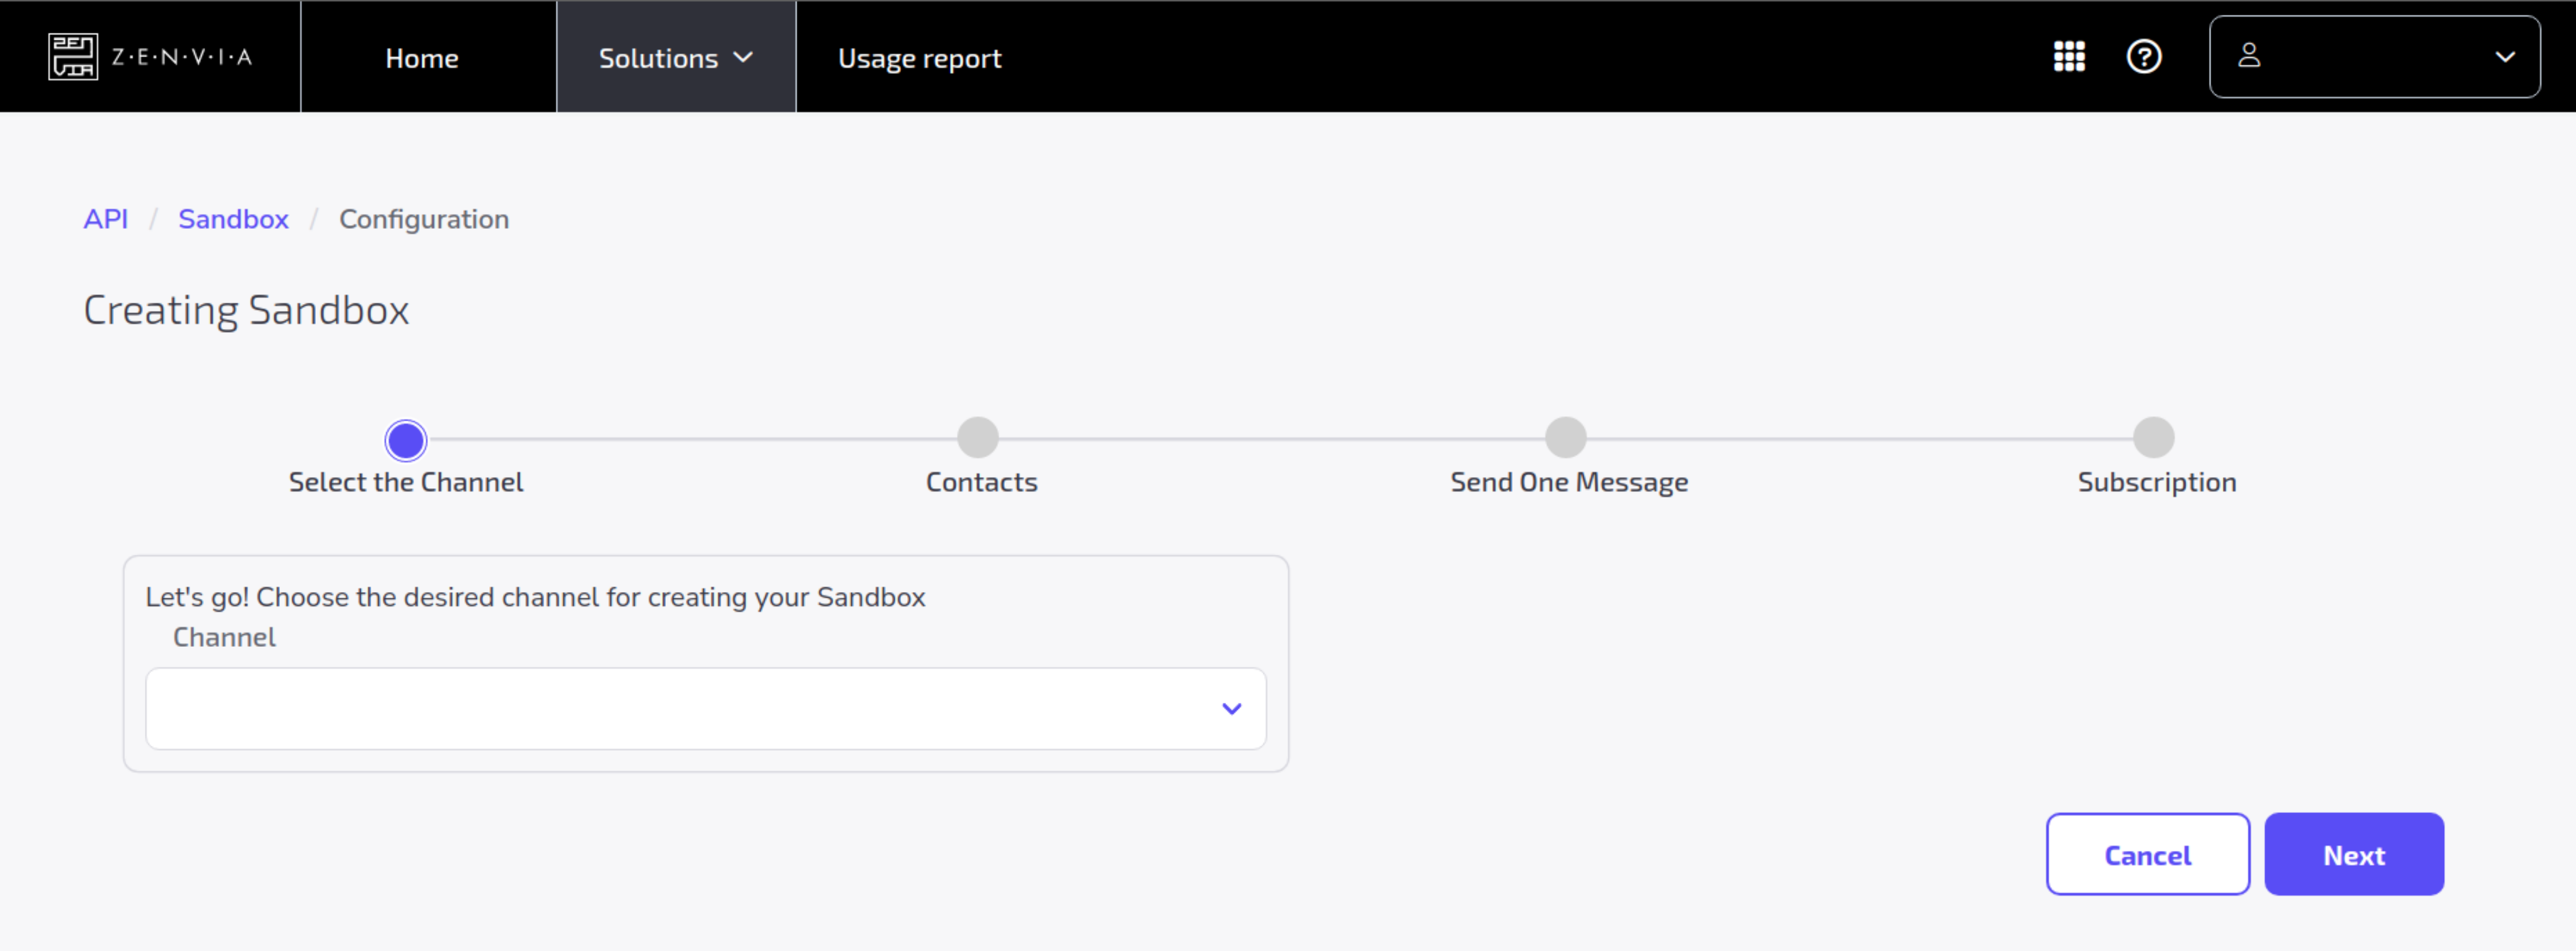 ZENVIA Z·E·N·V·I·A Home Solutions Usage report
API / Sandbox / Configuration
Creating Sandbox
Select the Channel Contacts Send One Message Subscription
Let's go! Choose the desired channel for creating your Sandbox
Channel
Cancel Next